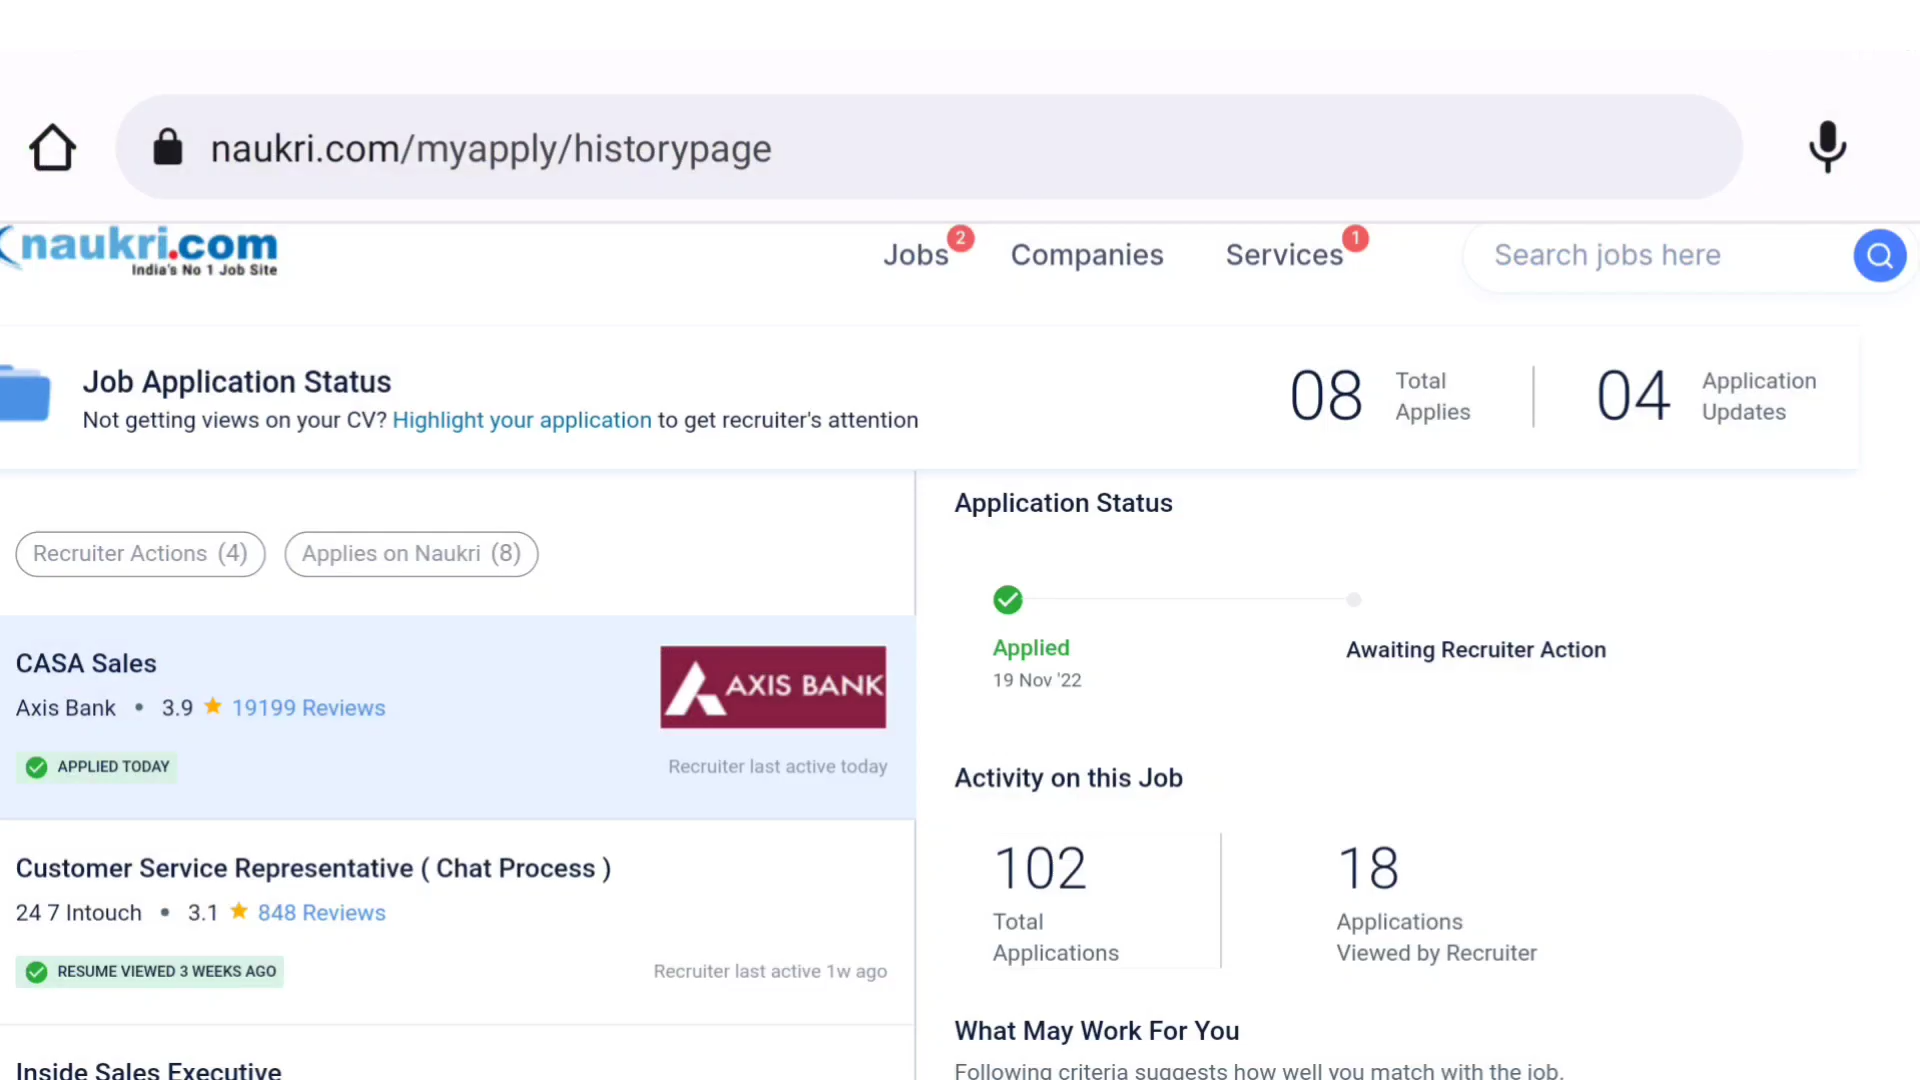 naukri.com/myapply/historypage
naukri.com
India's No 1 Job Site
Jobs 2
Companies
Services 1
Search jobs here
Job Application Status
Not getting views on your CV? Highlight your application to get recruiter's attention
08 Total Applies
04 Application Updates
Recruiter Actions (4)
Applies on Naukri (8)
CASA Sales
Axis Bank • 3.9 19199 Reviews
AXIS BANK
APPLIED TODAY
Recruiter last active today
Customer Service Representative ( Chat Process )
24 7 Intouch • 3.1 848 Reviews
RESUME VIEWED 3 WEEKS AGO
Recruiter last active 1w ago
Inside Sales Executive
Application Status
Applied
19 Nov '22
Awaiting Recruiter Action
Activity on this Job
102
Total
Applications
18
Applications
Viewed by Recruiter
What May Work For You
Following criteria suggests how well you match with the job.